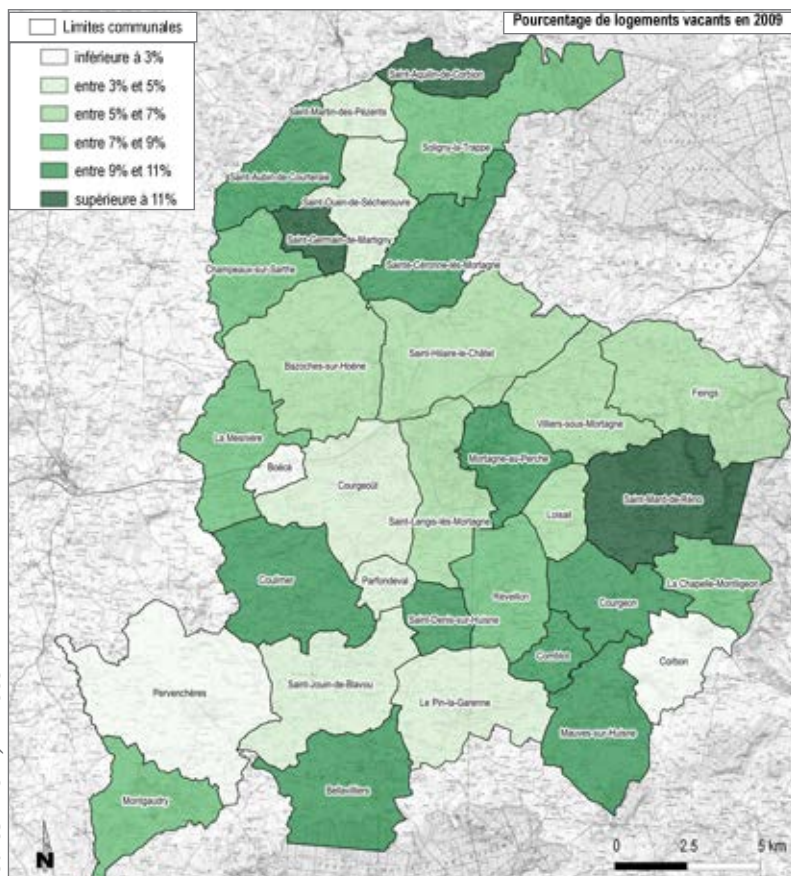 Pourcentage de logements vacants en 2009
Limites communales
inférieure à 3%
entre 3% et 5%
entre 5% et 7%
entre 7% et 9%
entre 9% et 11%
supérieure à 11%
Saint-Aquilin-de-Corbion
Saint-Martin-des-Pézerits
Soligny-la-Trappe
Saint-Aubin-de-Courteraie
Saint-Ouen-de-Sécherouvre
Saint-Germain-de-Martigny
Sainte-Céronne-lès-Mortagne
Champeaux-sur-Sarthe
Saint-Hilaire-le-Châtel
Bazoches-sur-Hoëne
Feings
Villiers-sous-Mortagne
La Mesnière
Mortagne-au-Perche
Boëcé
Courgeoût
Saint-Mard-de-Réno
Loisail
Saint-Langis-lès-Mortagne
Parfondeval
Coulimer
La Chapelle-Montligeon
Réveillon
Courgeon
Saint-Denis-sur-Huisne
Comblot
Corbon
Saint-Jouin-de-Blavou
Pervenchères
Le Pin-la-Garenne
Mauves-sur-Huisne
Bellavilliers
Montgaudry
N
0 2.5 5 km